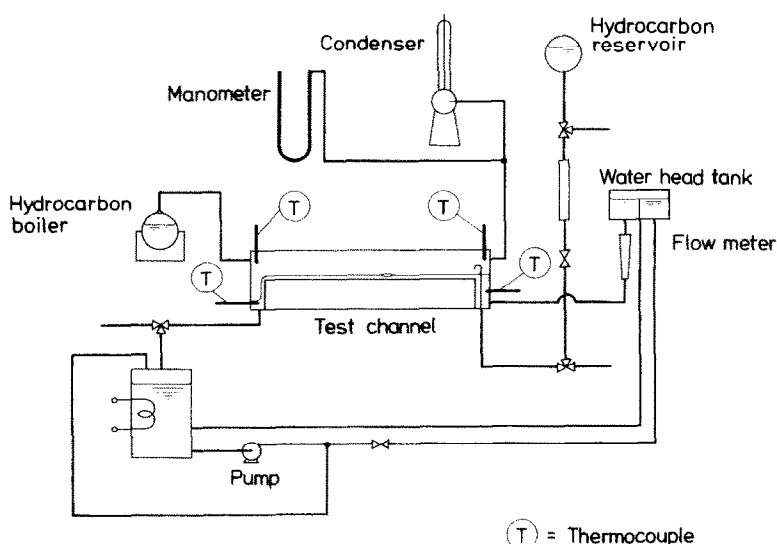 Hydrocarbon
reservoir
Condenser
Manometer
Water head tank
Hydrocarbon
boiler
T
T
Flow meter
T
T
Test channel
Pump
T = Thermocouple